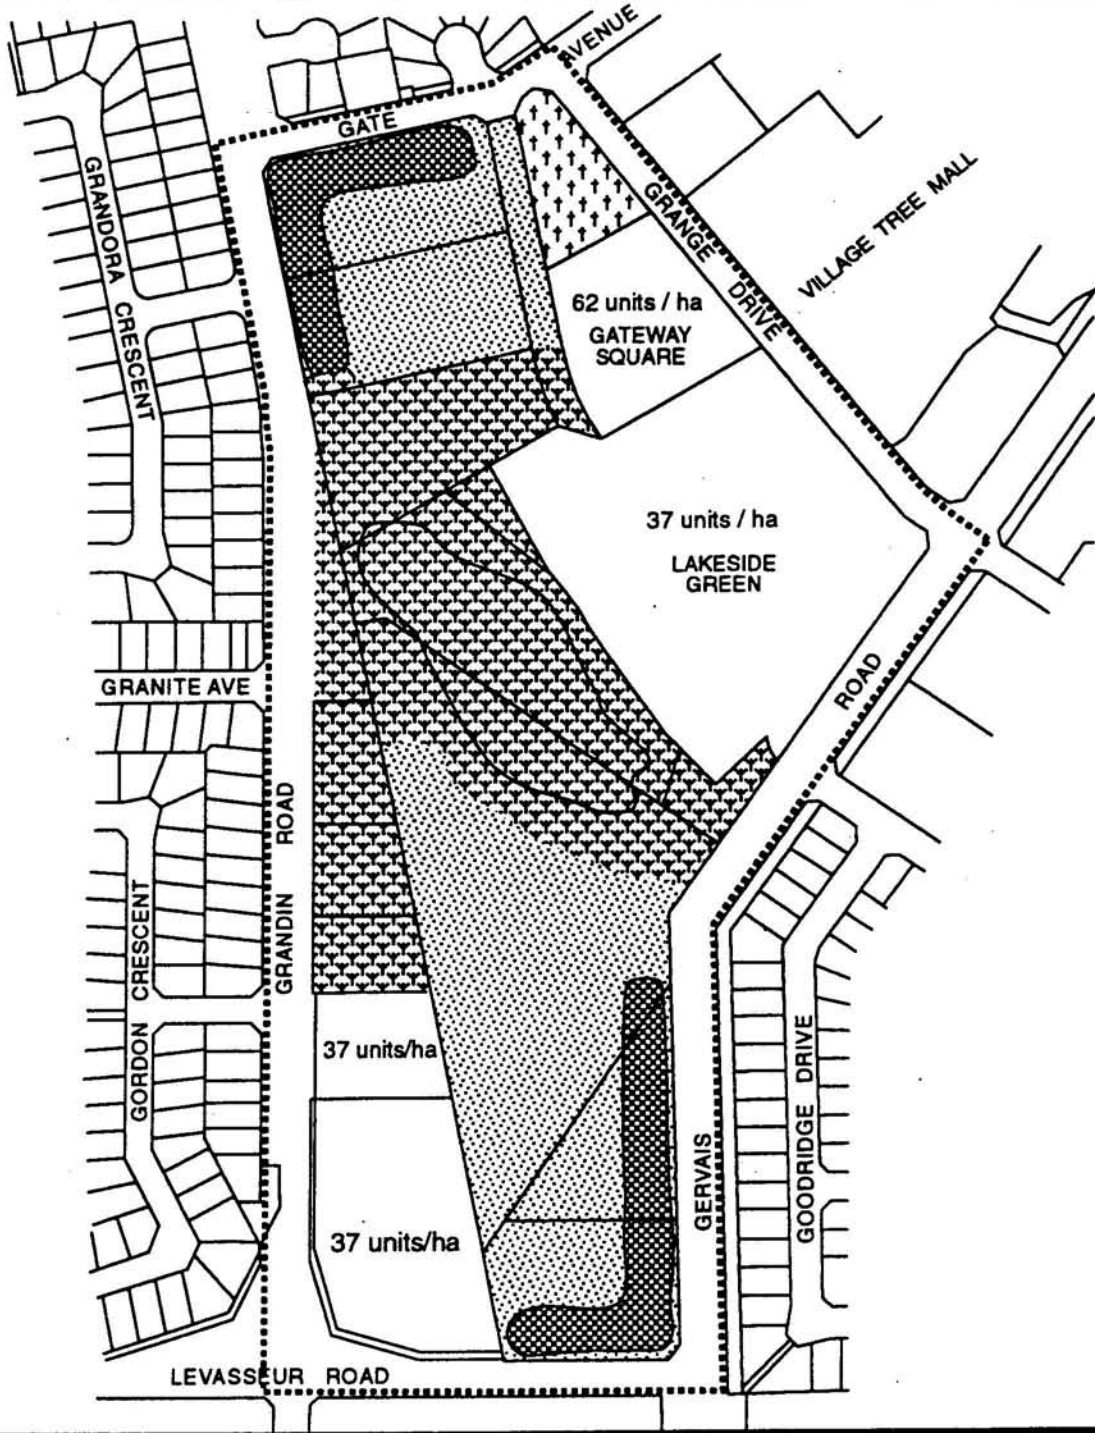 AVENUE
GATE
GRANDORA CRESCENT
GRANGE DRIVE
VILLAGE TREE MALL
62 units / ha
GATEWAY
SQUARE
37 units / ha
LAKESIDE
GREEN
GRANITE AVE
ROAD
GRANDIN ROAD
GORDON CRESCENT
37 units/ha
GERVAIS
GOODRIDGE DRIVE
37 units/ha
LEVASSEUR ROAD